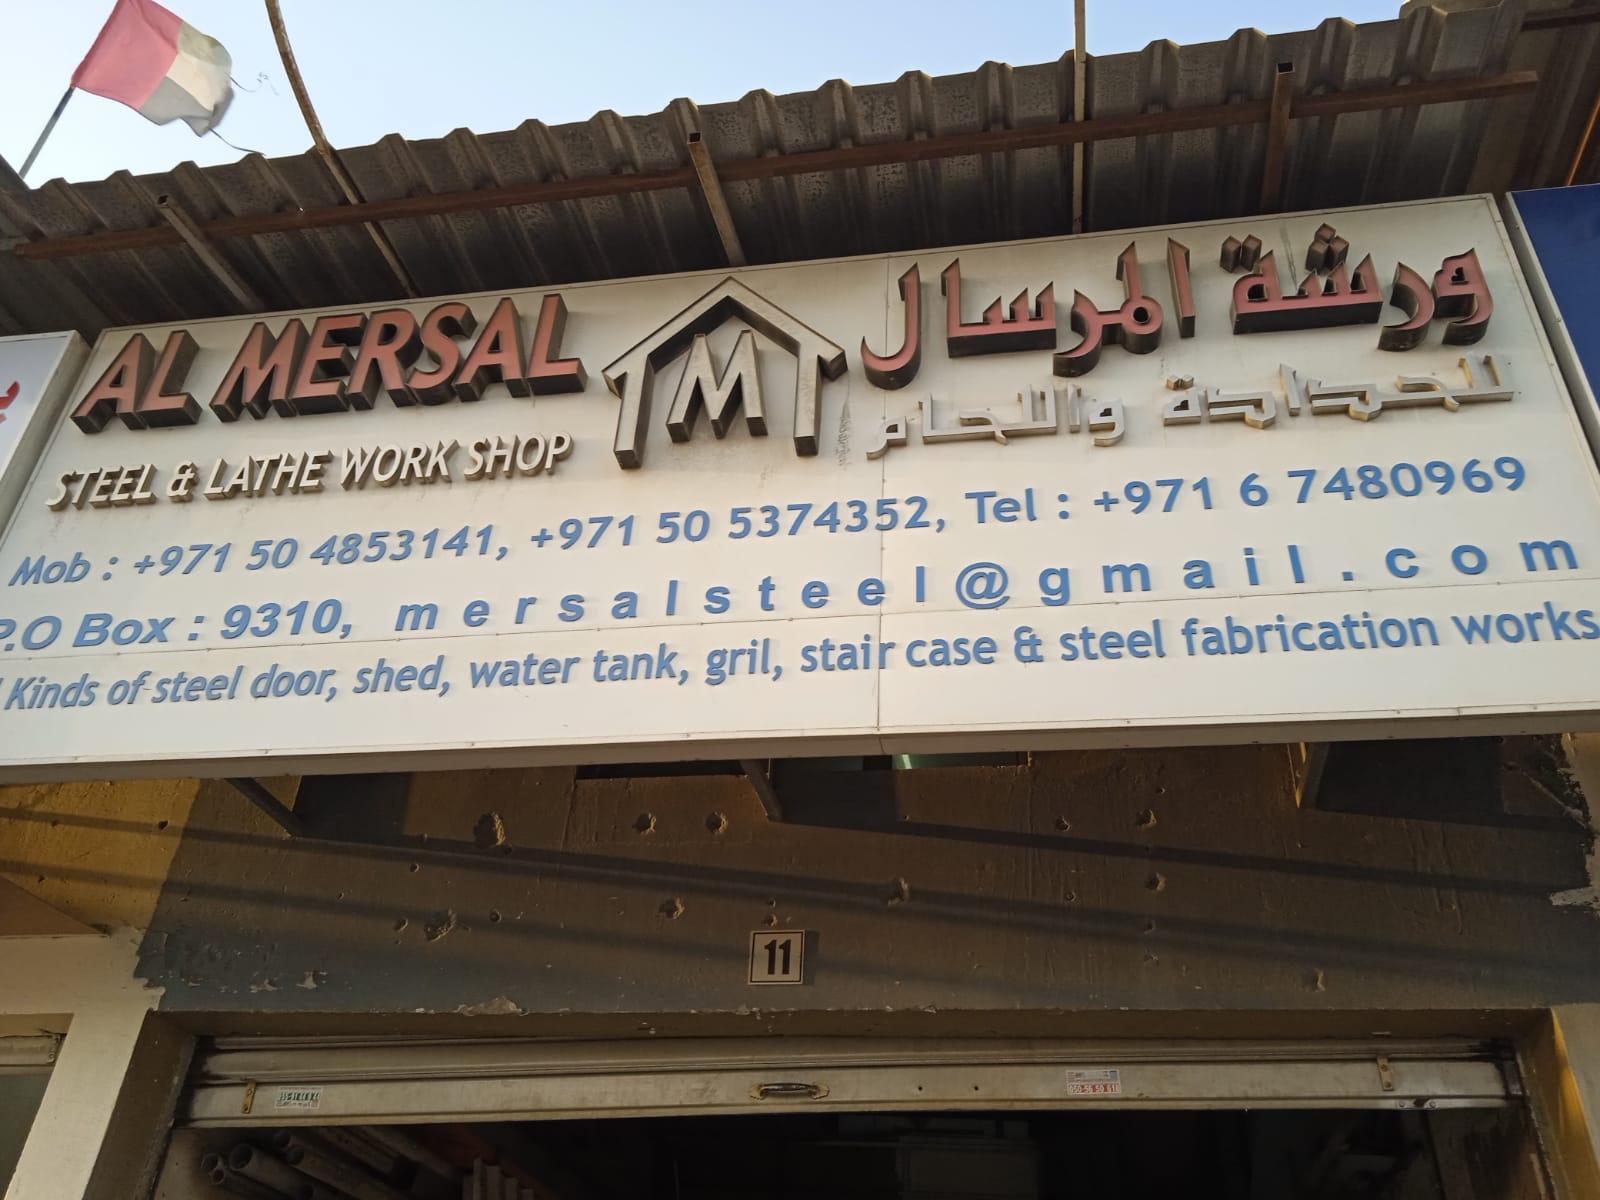 AL MERSAL
STEEL & LATHE WORK SHOP
M
ورشة المرسال
للحدادة واللحام
Mob : +971 50 4853141, +971 50 5374352, Tel : +971 6 7480969
P.O Box : 9310, mersalsteel@gmail.com
Kinds of steel door, shed, water tank, gril, stair case & steel fabrication works
11